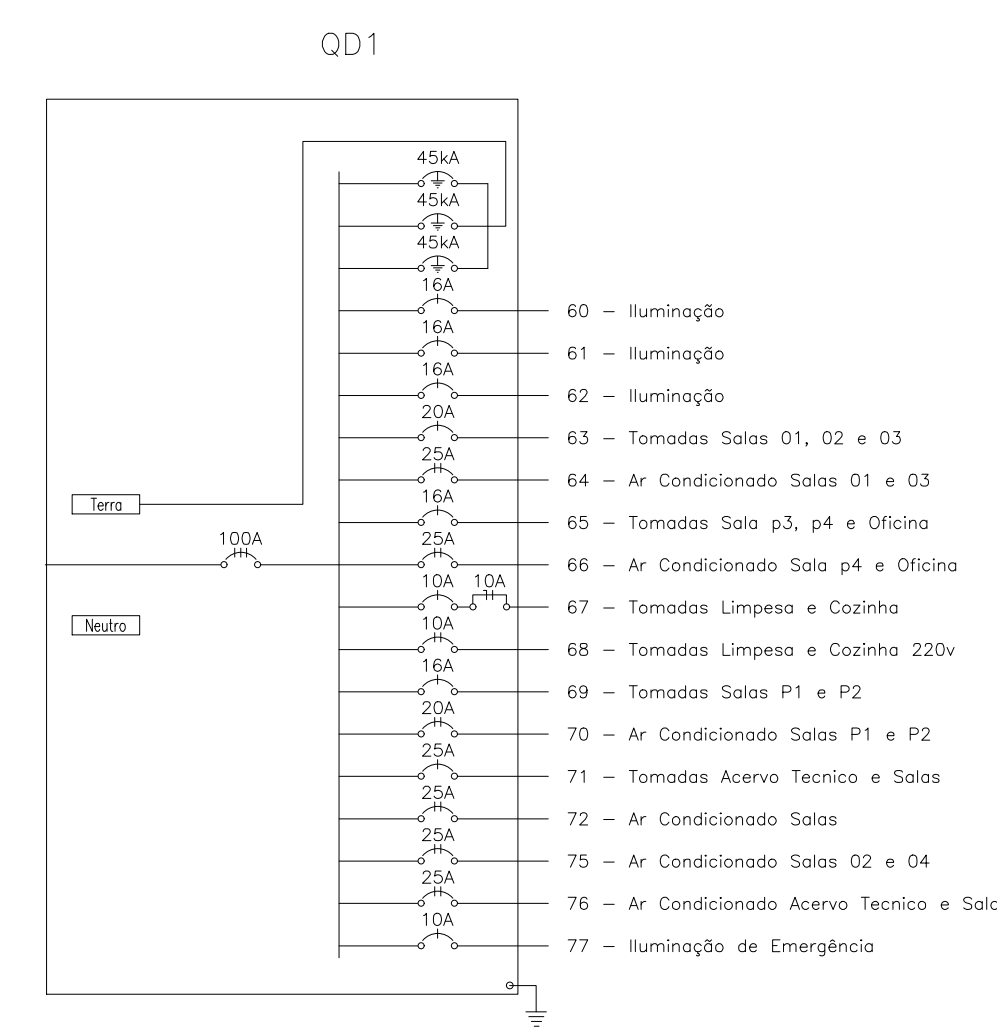 QD1
45kA
45kA
45kA
16A
60 – Iluminação
16A
61 – Iluminação
16A
62 – Iluminação
20A
63 – Tomadas Salas 01, 02 e 03
25A
64 – Ar Condicionado Salas 01 e 03
Terra
16A
65 – Tomadas Sala p3, p4 e Oficina
100A
25A
66 – Ar Condicionado Sala p4 e Oficina
10A 10A
67 – Tomadas Limpesa e Cozinha
Neutro
10A
68 – Tomadas Limpesa e Cozinha 220v
16A
69 – Tomadas Salas P1 e P2
20A
70 – Ar Condicionado Salas P1 e P2
25A
71 – Tomadas Acervo Tecnico e Salas
25A
72 – Ar Condicionado Salas
25A
75 – Ar Condicionado Salas 02 e 04
25A
76 – Ar Condicionado Acervo Tecnico e
10A
77 – Iluminação de Emergência